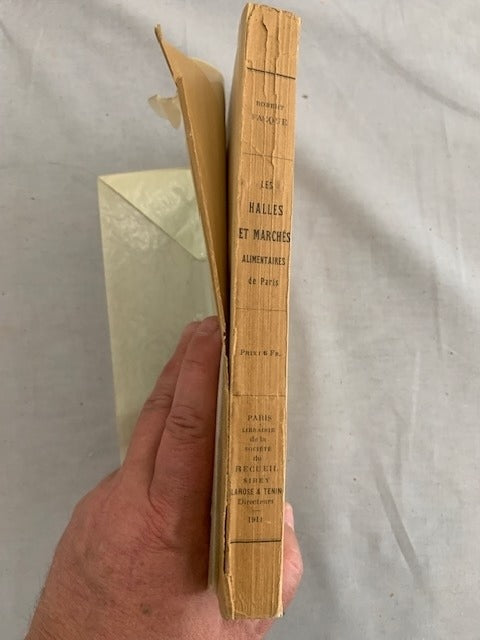 ROBERT
FACQUE
LES
HALLES
ET MARCHÉS
ALIMENTAIRES
de Paris
PRIX : 6 FR.
PARIS
LIBRAIRIE
de la
SOCIÉTÉ
du
RECUEIL
SIREY
LAROSE & TENIN
Directeurs
1911